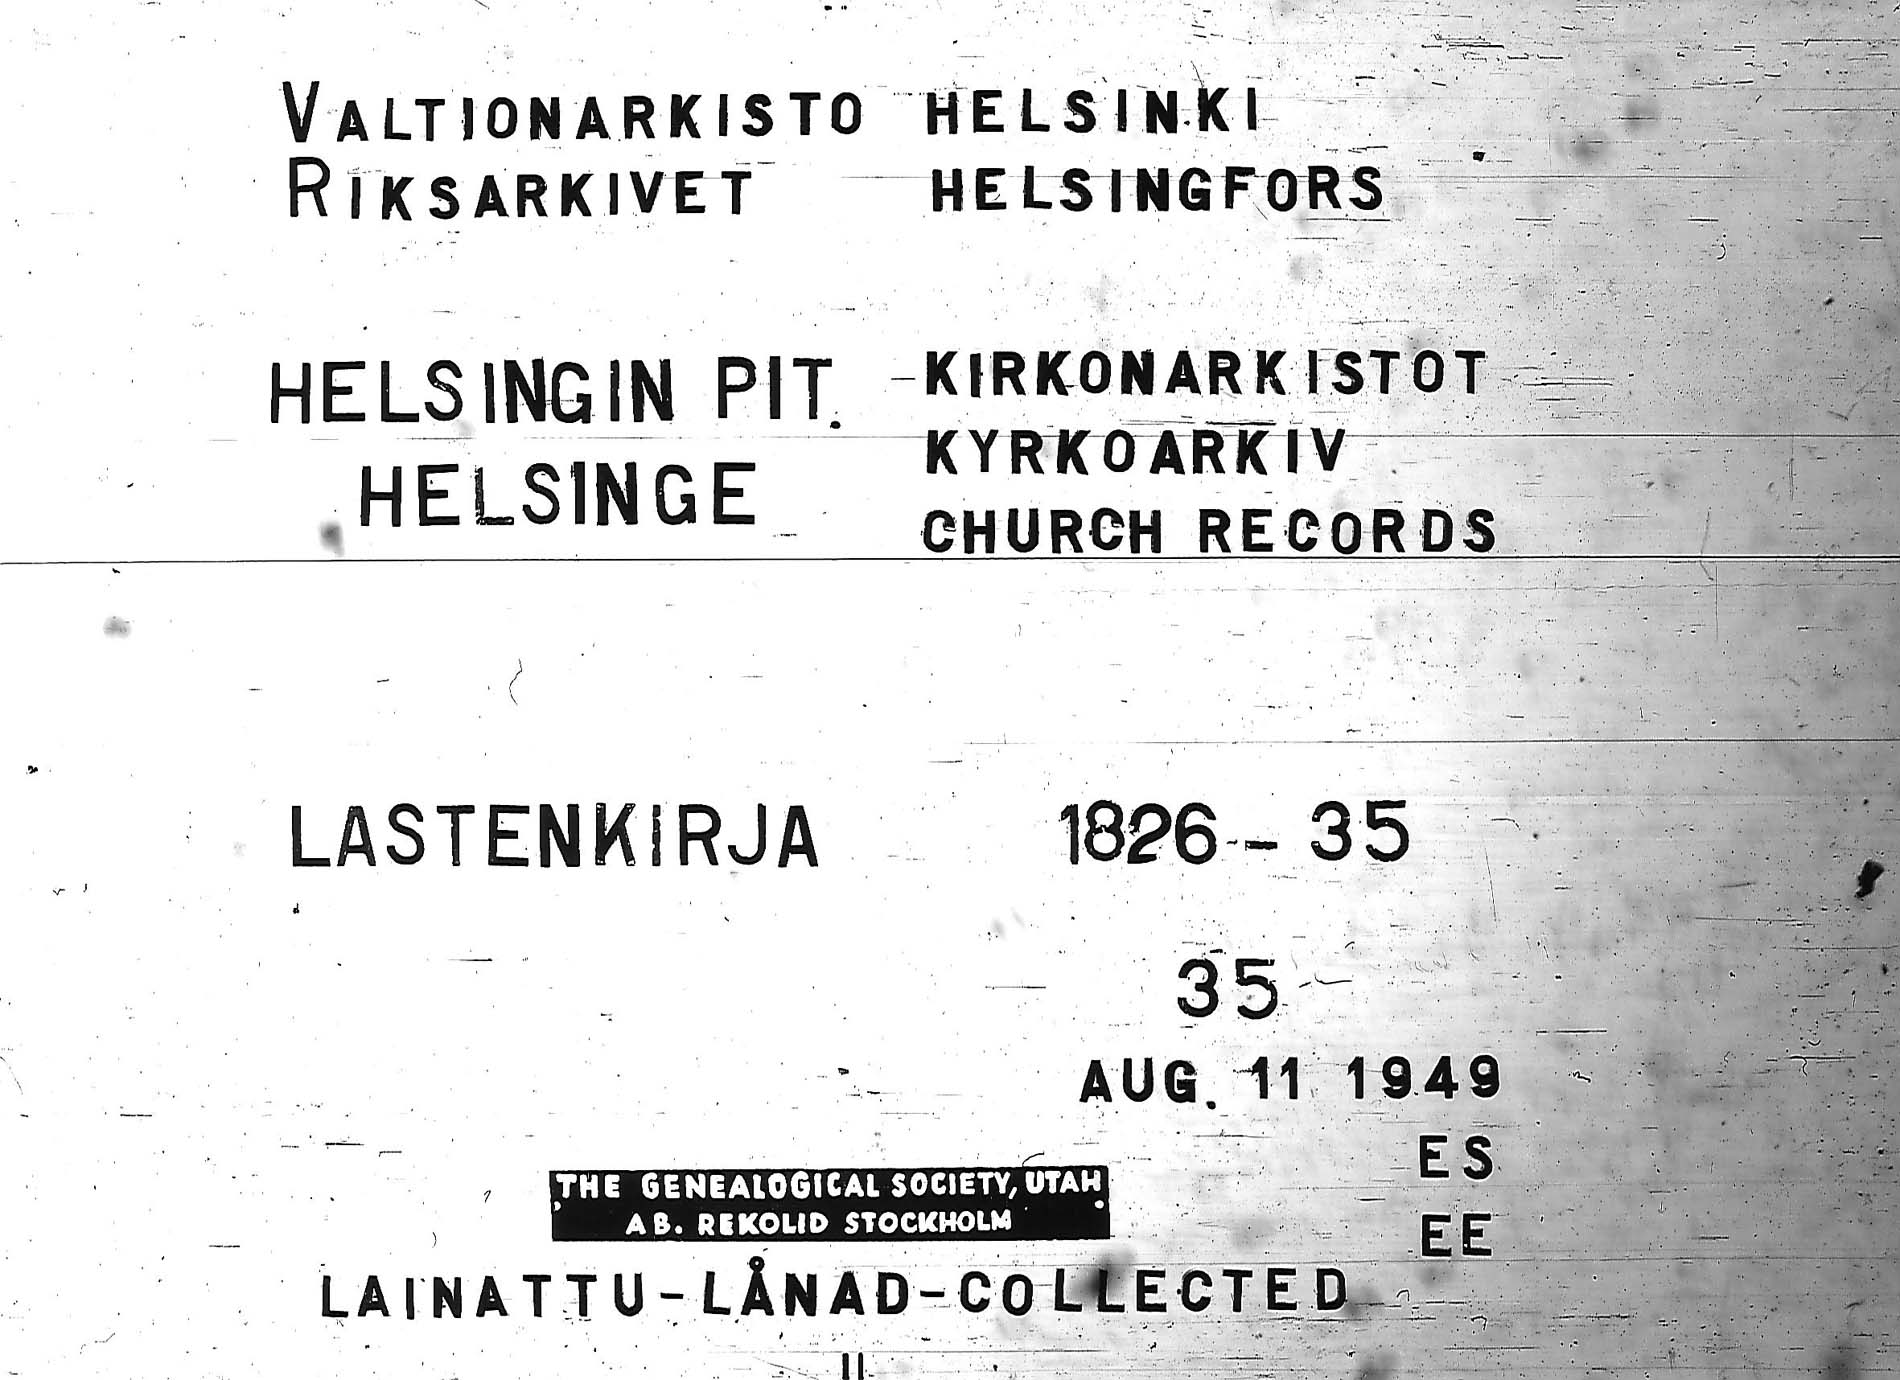 VALTIONARKISTO HELSINKI
RIKSARKIVET HELSINGFORS
HELSINGIN PIT. KIRKONARKISTOT
HELSINGE KYRKOARKIV
CHURCH RECORDS
LASTENKIRJA 1826-35
35
AUG. 11 1949
ES
EE
THE GENEALOGICAL SOCIETY, UTAH
AB. REKOLID STOCKHOLM
LAINATTU-LÅNAD-COLLECTED